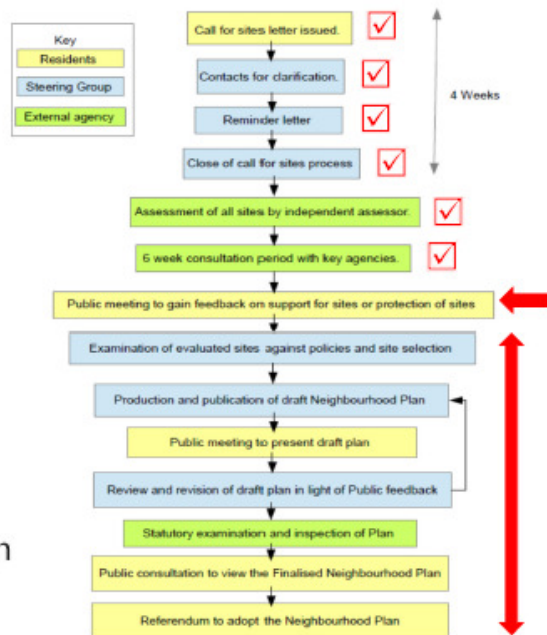 Key
Residents
Steering Group
External agency
Call for sites letter issued.
Contacts for clarification.
Reminder letter
Close of call for sites process
4 Weeks
Assessment of all sites by independent assessor.
6 week consultation period with key agencies.
Public meeting to gain feedback on support for sites or protection of sites
Examination of evaluated sites against policies and site selection
Production and publication of draft Neighbourhood Plan
Public meeting to present draft plan
Review and revision of draft plan in light of Public feedback
Statutory examination and inspection of Plan
Public consultation to view the Finalised Neighbourhood Plan
Referendum to adopt the Neighbourhood Plan